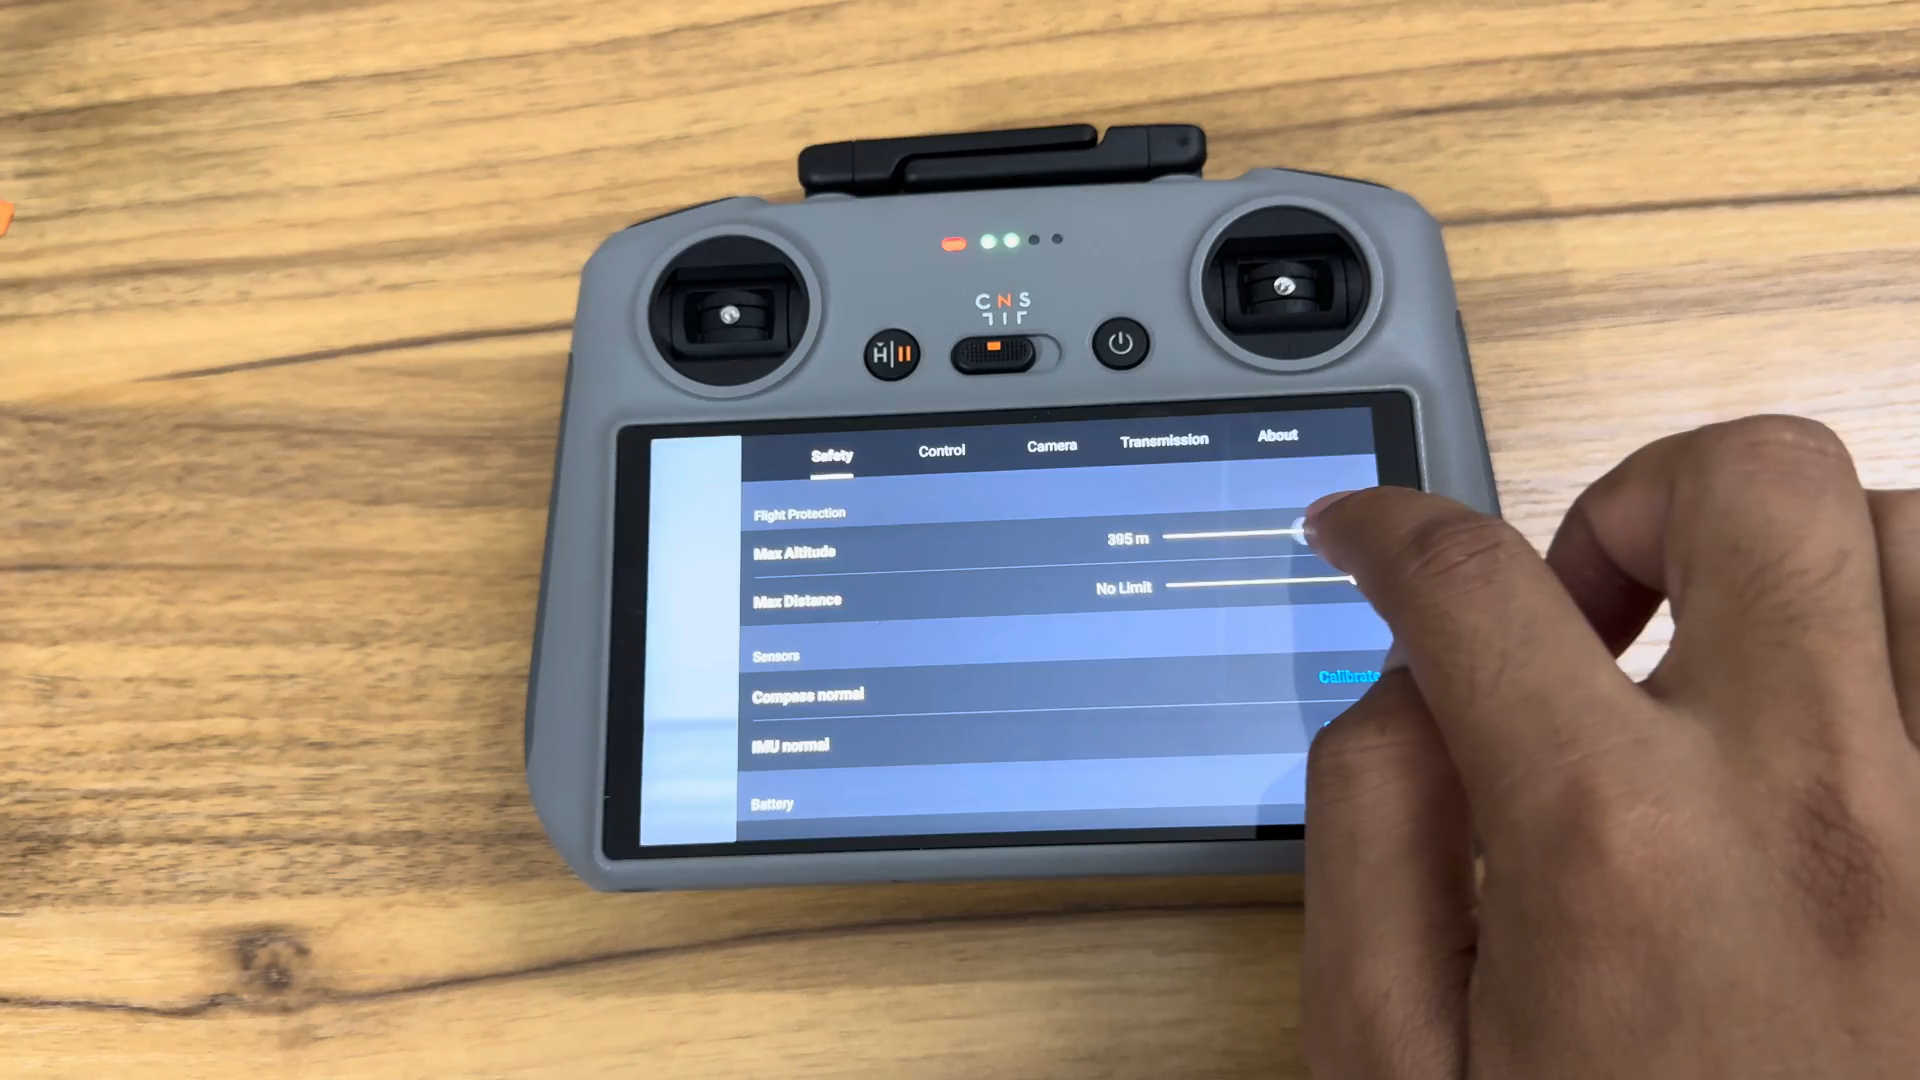 C N S
H
Safety Control Camera Transmission About
Flight Protection
Max Altitude 395 m
Max Distance No Limit
Sensors
Compass normal Calibrate
IMU normal
Battery